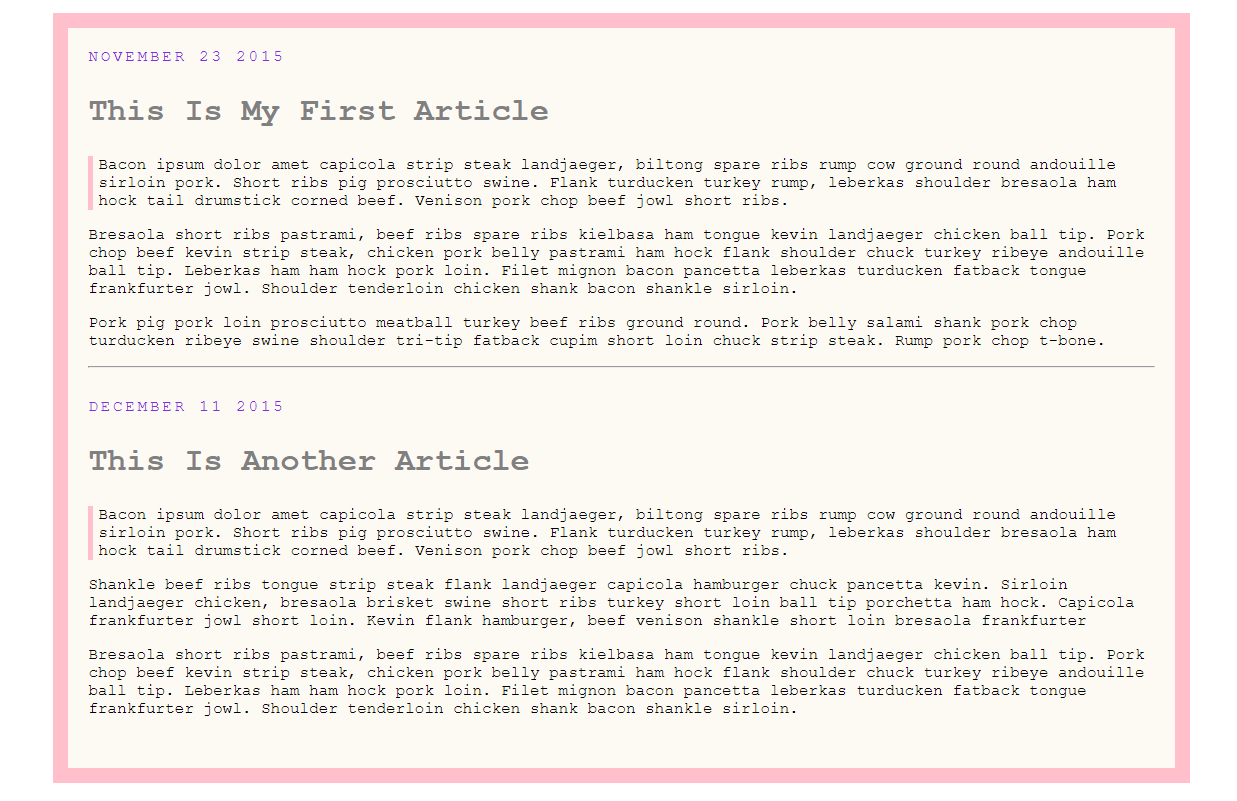 NOVEMBER 23 2015
This Is My First Article
Bacon ipsum dolor amet capicola strip steak landjaeger, biltong spare ribs rump cow ground round andouille
sirloin pork. Short ribs pig prosciutto swine. Flank turducken turkey rump, leberkas shoulder bresaola ham
hock tail drumstick corned beef. Venison pork chop beef jowl short ribs.
Bresaola short ribs pastrami, beef ribs spare ribs kielbasa ham tongue kevin landjaeger chicken ball tip. Pork
chop beef kevin strip steak, chicken pork belly pastrami ham hock flank shoulder chuck turkey ribeye andouille
ball tip. Leberkas ham ham hock pork loin. Filet mignon bacon pancetta leberkas turducken fatback tongue
frankfurter jowl. Shoulder tenderloin chicken shank bacon shankle sirloin.
Pork pig pork loin prosciutto meatball turkey beef ribs ground round. Pork belly salami shank pork chop
turducken ribeye swine shoulder tri-tip fatback cupim short loin chuck strip steak. Rump pork chop t-bone.
DECEMBER 11 2015
This Is Another Article
Bacon ipsum dolor amet capicola strip steak landjaeger, biltong spare ribs rump cow ground round andouille
sirloin pork. Short ribs pig prosciutto swine. Flank turducken turkey rump, leberkas shoulder bresaola ham
hock tail drumstick corned beef. Venison pork chop beef jowl short ribs.
Shankle beef ribs tongue strip steak flank landjaeger capicola hamburger chuck pancetta kevin. Sirloin
landjaeger chicken, bresaola brisket swine short ribs turkey short loin ball tip porchetta ham hock. Capicola
frankfurter jowl short loin. Kevin flank hamburger, beef venison shankle short loin bresaola frankfurter
Bresaola short ribs pastrami, beef ribs spare ribs kielbasa ham tongue kevin landjaeger chicken ball tip. Pork
chop beef kevin strip steak, chicken pork belly pastrami ham hock flank shoulder chuck turkey ribeye andouille
ball tip. Leberkas ham ham hock pork loin. Filet mignon bacon pancetta leberkas turducken fatback tongue
frankfurter jowl. Shoulder tenderloin chicken shank bacon shankle sirloin.